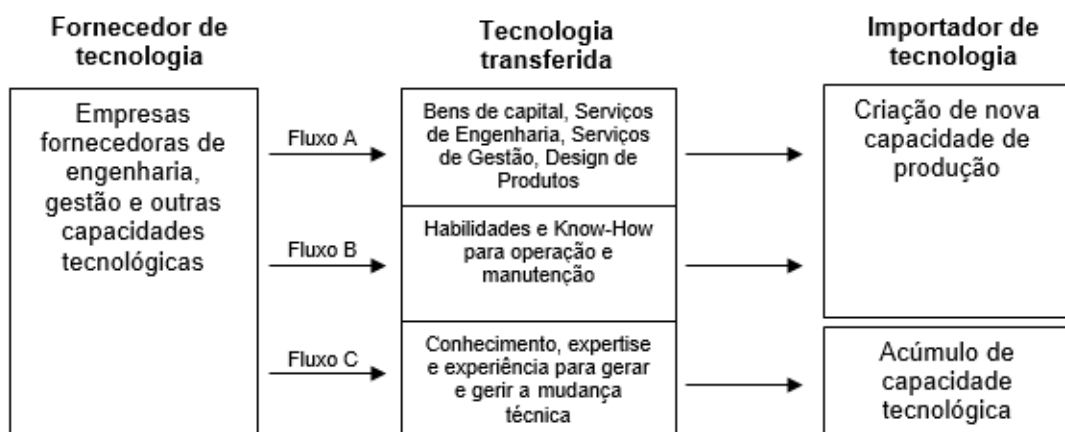 Fornecedor de
tecnologia
Tecnologia
transferida
Importador de
tecnologia
Empresas
fornecedoras de
engenharia,
gestão e outras
capacidades
tecnológicas
Fluxo A
Fluxo B
Fluxo C
Bens de capital, Serviços
de Engenharia, Serviços
de Gestão, Design de
Produtos
Habilidades e Know-How
para operação e
manutenção
Conhecimento, expertise
e experiência para gerar
e gerir a mudança
técnica
Criação de nova
capacidade de
produção
Acúmulo de
capacidade
tecnológica